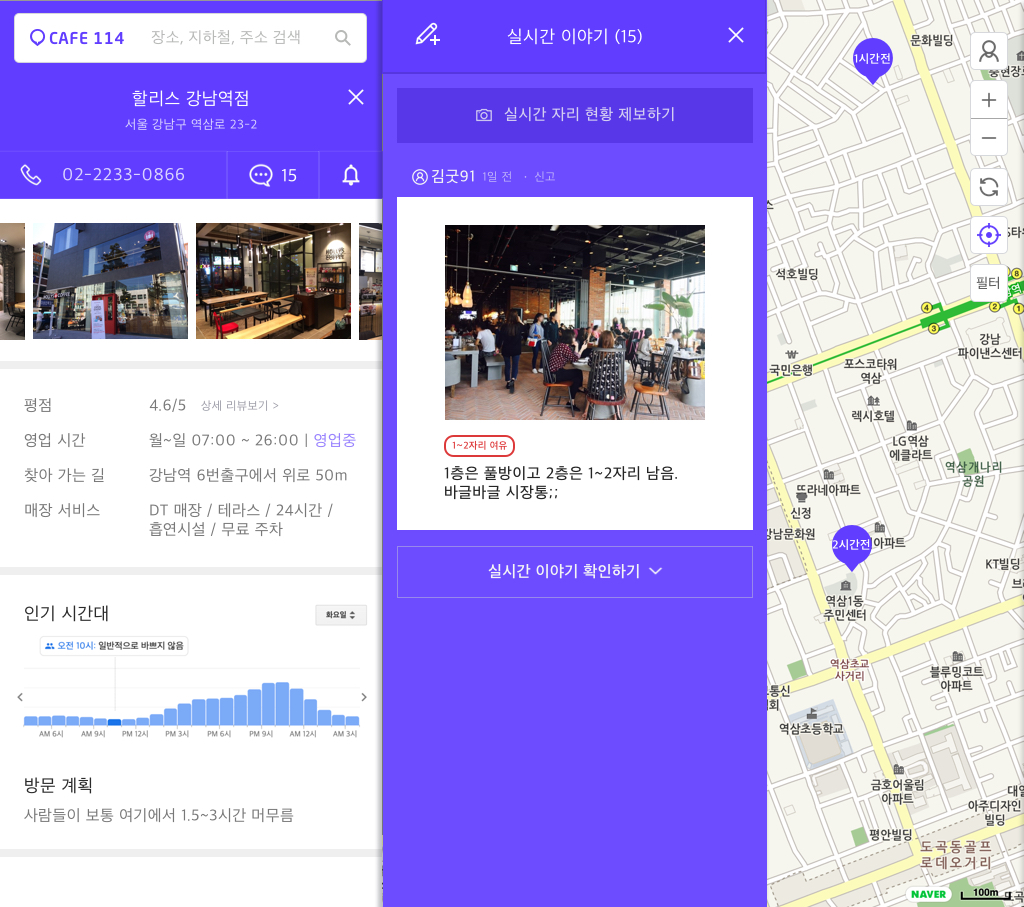 CAFE 114
장소, 지하철, 주소 검색
할리스 강남역점
서울 강남구 역삼로 23-2
02-2233-0866
15
평점
4.6/5 상세 리뷰보기 >
영업 시간
월~일 07:00 ~ 26:00 | 영업중
찾아 가는 길
강남역 6번출구에서 위로 50m
매장 서비스
DT 매장 / 테라스 / 24시간 /
흡연시설 / 무료 주차
인기 시간대
화요일
오전 10시: 일반적으로 바쁘지 않음
AM 6시 AM 9시 PM 12시 PM 3시 PM 6시 PM 9시 AM 12시 AM 3시
방문 계획
사람들이 보통 여기에서 1.5~3시간 머무름
실시간 이야기 (15)
실시간 자리 현황 제보하기
김굿91 1일 전 · 신고
1~2자리 여유
1층은 풀방이고 2층은 1~2자리 남음.
바글바글 시장통;;
실시간 이야기 확인하기
문화빌딩
1시간전
석호빌딩
필터
8
4
3
2
1
강남
파이낸스센터
국민은행
포스코타워
역삼
렉시호텔
LG역삼
에클라트
역삼개나리
공원
뜨라네아파트
신정
강남문화원
2시간전
아파트
KT빌딩
역삼1동
주민센터
역삼초교
사거리
블루밍코트
아파트
역삼초등학교
금호어울림
아파트
아주디자인
빌딩
평안빌딩
도곡동골프
로데오거리
NAVER
100m